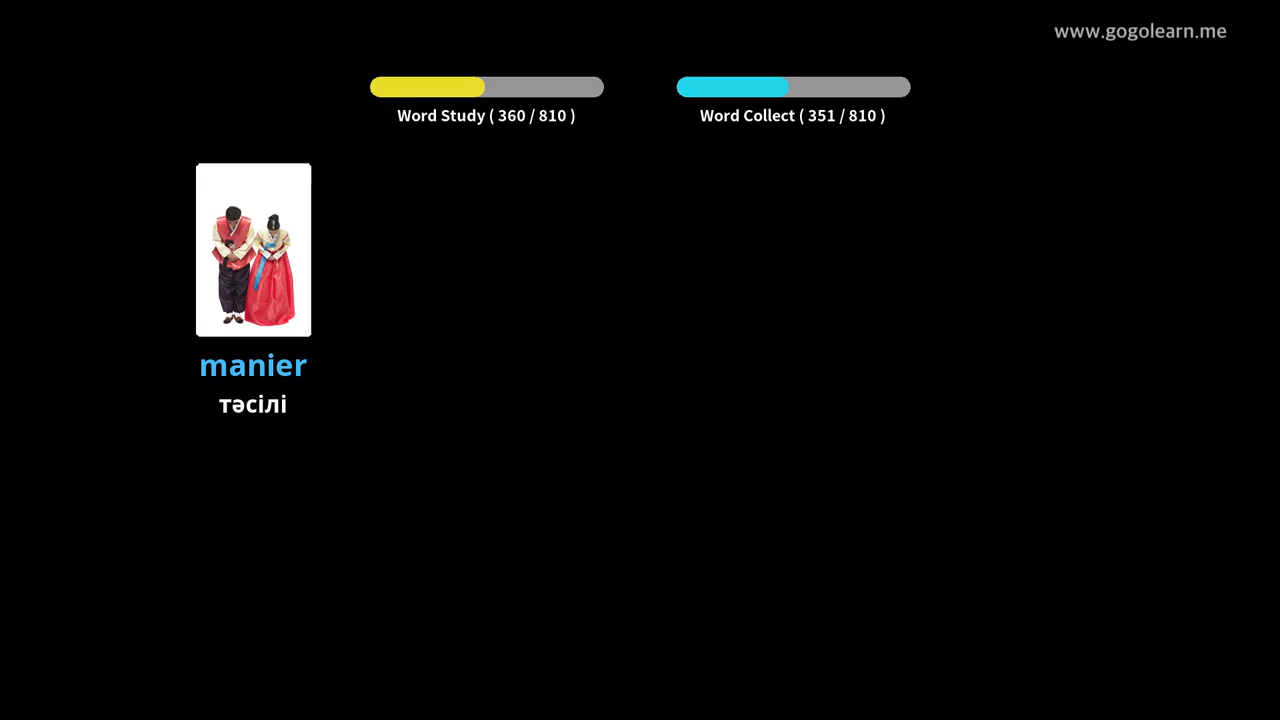 www.gogolearn.me
Word Study ( 360 / 810 )
Word Collect ( 351 / 810 )
manier
тәсілі